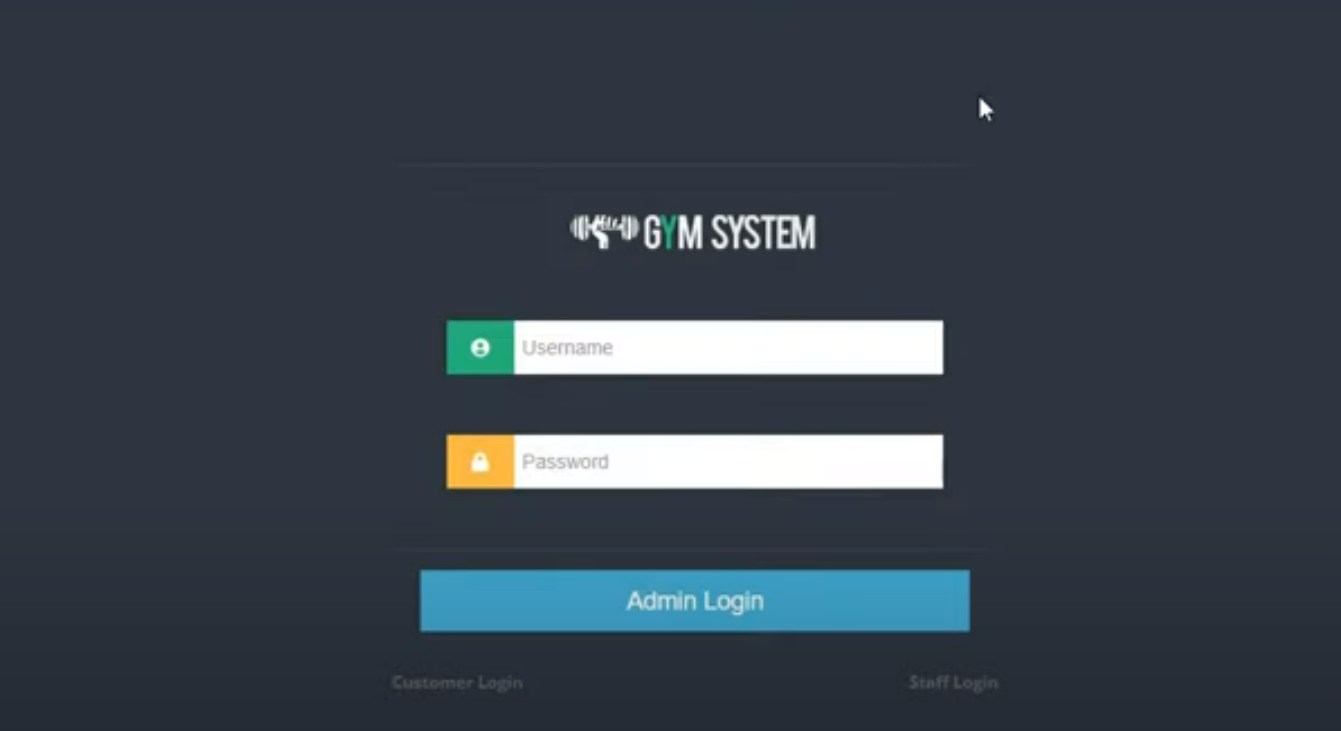 GYM SYSTEM
Username
Password
Admin Login
Customer Login
Staff Login